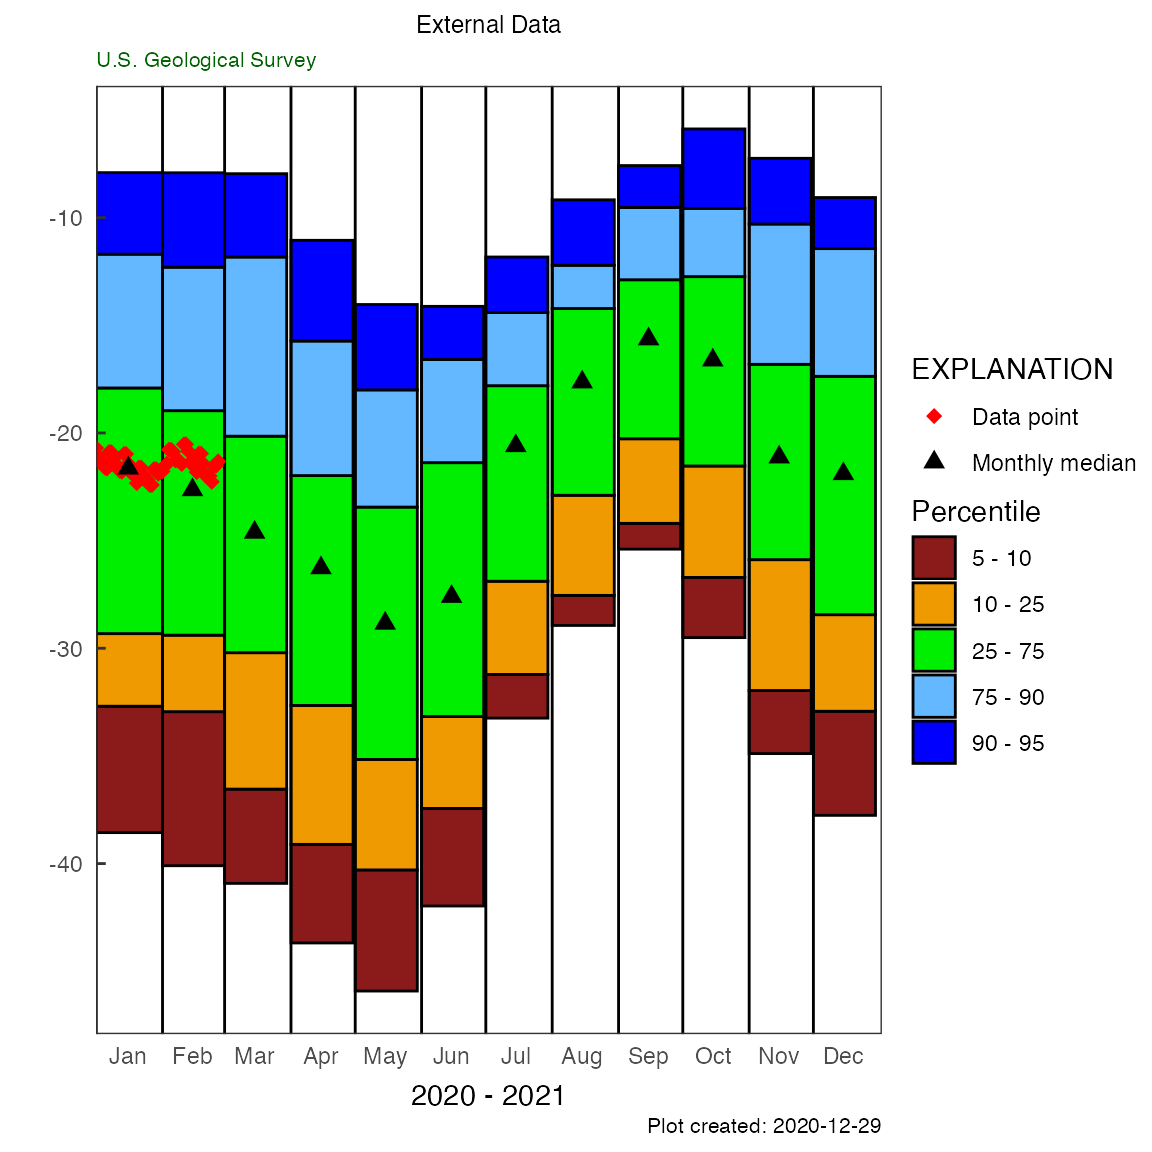 External Data
U.S. Geological Survey
-10
-20
-30
-40
Jan Feb Mar Apr May Jun Jul Aug Sep Oct Nov Dec
2020 - 2021
Plot created: 2020-12-29
EXPLANATION
Data point
Monthly median
Percentile
5 - 10
10 - 25
25 - 75
75 - 90
90 - 95